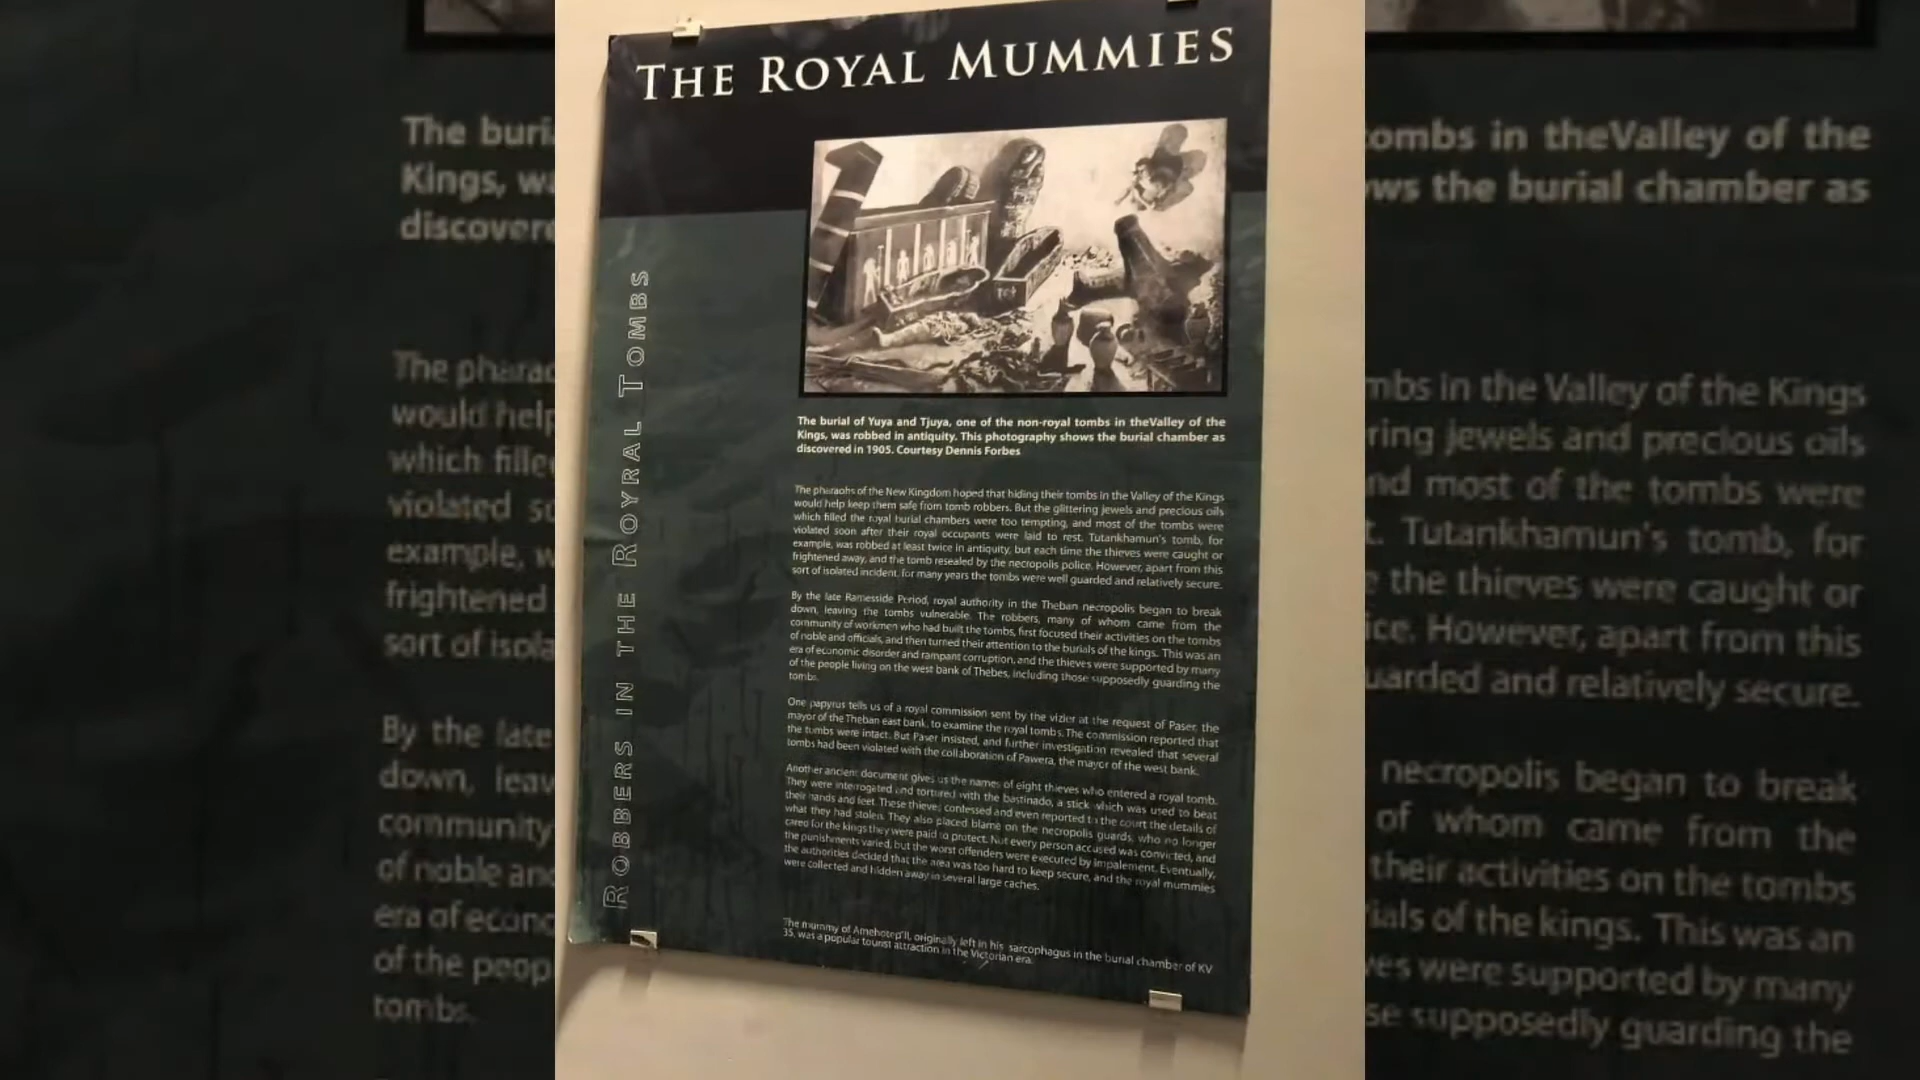 THE ROYAL MUMMIES
ROBBERS IN THE ROYRAL TOMBS
The burial of Yuya and Tjuya, one of the non-royal tombs in theValley of the
Kings, was robbed in antiquity. This photography shows the burial chamber as
discovered in 1905. Courtesy Dennis Forbes
The pharaohs of the New Kingdom hoped that hiding their tombs in the Valley of the Kings
would help keep them safe from tomb robbers. But the glittering jewels and precious oils
which filled the royal burial chambers were too tempting, and most of the tombs were
violated soon after their royal occupants were laid to rest. Tutankhamun's tomb, for
example, was robbed at least twice in antiquity, but each time the thieves were caught or
frightened away, and the tomb resealed by the necropolis police. However, apart from this
sort of isolated incident, for many years the tombs were well guarded and relatively secure.
By the late Ramesside Period, royal authority in the Theban necropolis began to break
down, leaving the tombs vulnerable. The robbers, many of whom came from the
community of workmen who had built the tombs, first focused their activities on the tombs
of noble and officials, and then turned their attention to the burials of the kings. This was an
era of economic disorder and rampant corruption, and the thieves were supported by many
of the people living on the west bank of Thebes, including those supposedly guarding the
tombs.
One papyrus tells us of a royal commission sent by the vizier at the request of Paser, the
mayor of the Theban east bank, to examine the royal tombs. The commission reported that
the tombs were intact. But Paser insisted, and further investigation revealed that several
tombs had been violated with the collaboration of Pawera, the mayor of the west bank.
Another ancient document gives us the names of eight thieves who entered a royal tomb.
They were interrogated and tortured with the bastinado, a stick which was used to beat
their hands and feet. These thieves confessed and even reported to the court the details of
what they had stolen. They also placed blame on the necropolis guards, who no longer
cared for the kings they were paid to protect. Not every person accused was convicted, and
the punishments varied, but the worst offenders were executed by impalement. Eventually,
the authorities decided that the area was too hard to keep secure, and the royal mummies
were collected and hidden away in several large caches.
The mummy of Amehotep II, originally left in his sarcophagus in the burial chamber of KV
35, was a popular tourist attraction in the Victorian era.